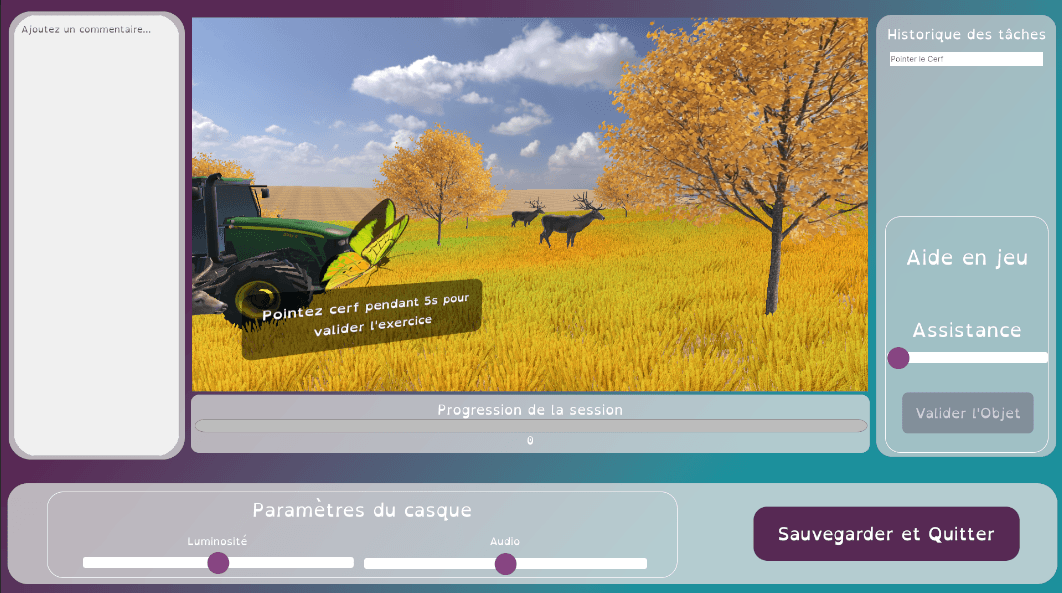 Ajoutez un commentaire...
Pointez cerf pendant 5s pour
valider l'exercice
Progression de la session
0
Historique des tâches
Pointer le Cerf
Aide en jeu
Assistance
Valider l'Objet
Paramètres du casque
Luminosité
Audio
Sauvegarder et Quitter